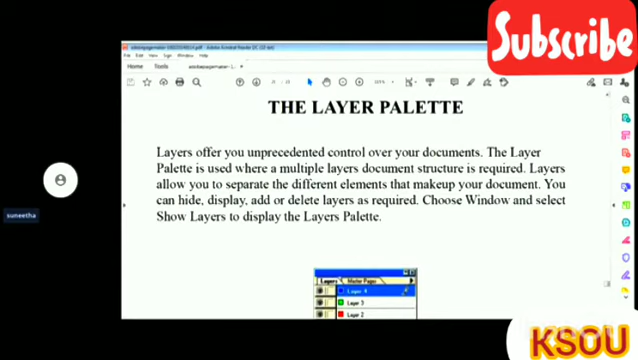 Subscribe
Home Tools
THE LAYER PALETTE
Layers offer you unprecedented control over your documents. The Layer
Palette is used where a multiple layers document structure is required. Layers
allow you to separate the different elements that makeup your document. You
can hide, display, add or delete layers as required. Choose Window and select
Show Layers to display the Layers Palette.
suneetha
Layers Master Pages
Layer 4
Layer 3
Layer 2
KSOU